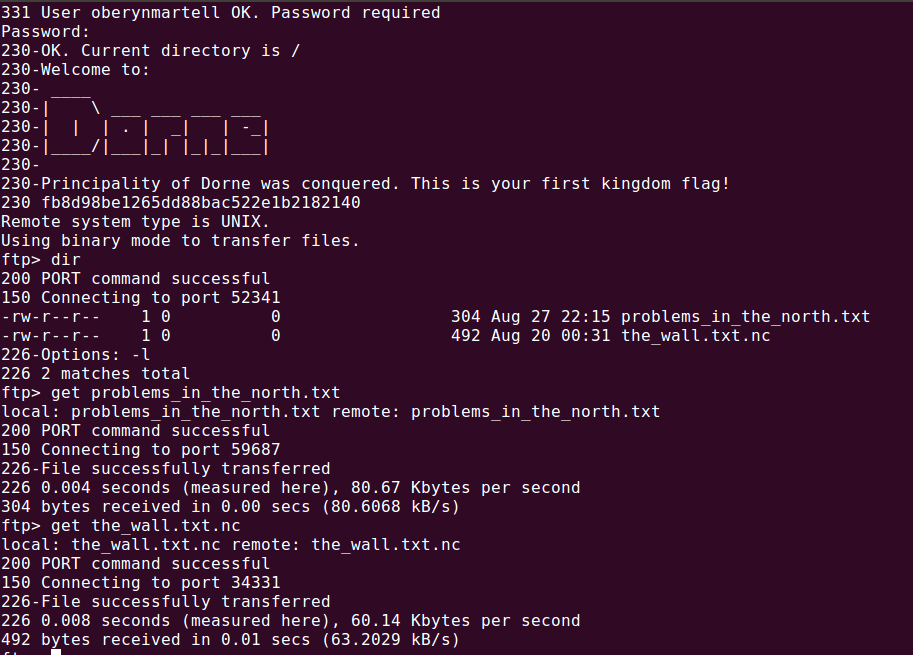 331 User oberynmartell OK. Password required
Password:
230-OK. Current directory is /
230-Welcome to:
230-  ____
230-|    \ ___ ___ ___ ___
230-|  |  | . |  _|   | -_|
230-|____/|___|_| |_|_|___|
230-
230-Principality of Dorne was conquered. This is your first kingdom flag!
230 fb8d98be1265dd88bac522e1b2182140
Remote system type is UNIX.
Using binary mode to transfer files.
ftp> dir
200 PORT command successful
150 Connecting to port 52341
-rw-r--r--    1 0          0                 304 Aug 27 22:15 problems_in_the_north.txt
-rw-r--r--    1 0          0                 492 Aug 20 00:31 the_wall.txt.nc
226-Options: -l
226 2 matches total
ftp> get problems_in_the_north.txt
local: problems_in_the_north.txt remote: problems_in_the_north.txt
200 PORT command successful
150 Connecting to port 59687
226-File successfully transferred
226 0.004 seconds (measured here), 80.67 Kbytes per second
304 bytes received in 0.00 secs (80.6068 kB/s)
ftp> get the_wall.txt.nc
local: the_wall.txt.nc remote: the_wall.txt.nc
200 PORT command successful
150 Connecting to port 34331
226-File successfully transferred
226 0.008 seconds (measured here), 60.14 Kbytes per second
492 bytes received in 0.01 secs (63.2029 kB/s)